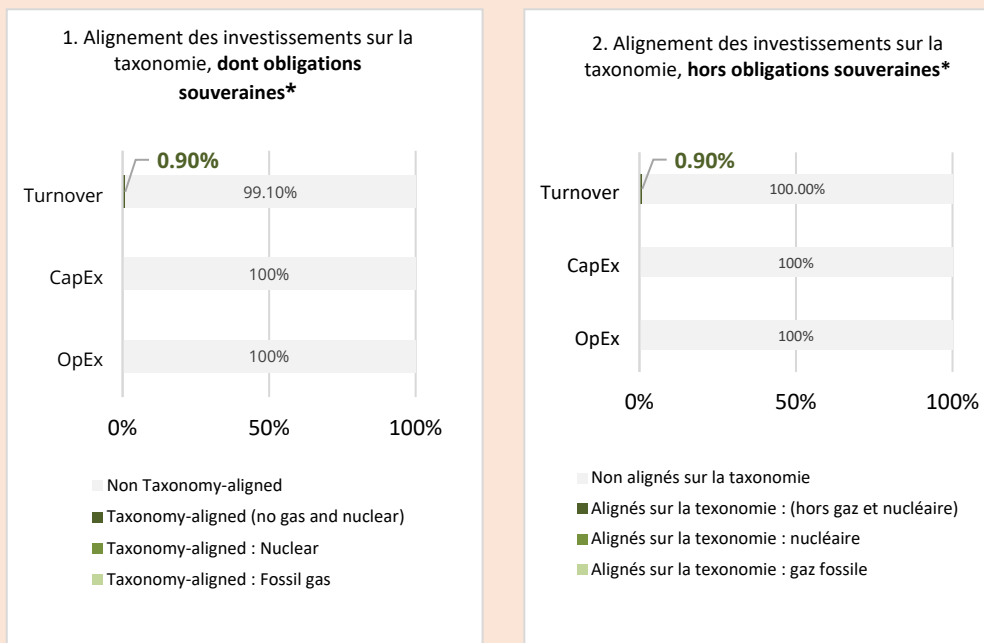 1. Alignement des investissements sur la
taxonomie, dont obligations
souveraines*
0.90%
Turnover
99.10%
CapEx
100%
OpEx
100%
0%
50%
100%
Non Taxonomy-aligned
Taxonomy-aligned (no gas and nuclear)
Taxonomy-aligned : Nuclear
Taxonomy-aligned : Fossil gas
2. Alignement des investissements sur la
taxonomie, hors obligations souveraines*
0.90%
Turnover
100.00%
CapEx
100%
OpEx
100%
0%
50%
100%
Non alignés sur la taxonomie
Alignés sur la texonomie : (hors gaz et nucléaire)
Alignés sur la texonomie : nucléaire
Alignés sur la texonomie : gaz fossile